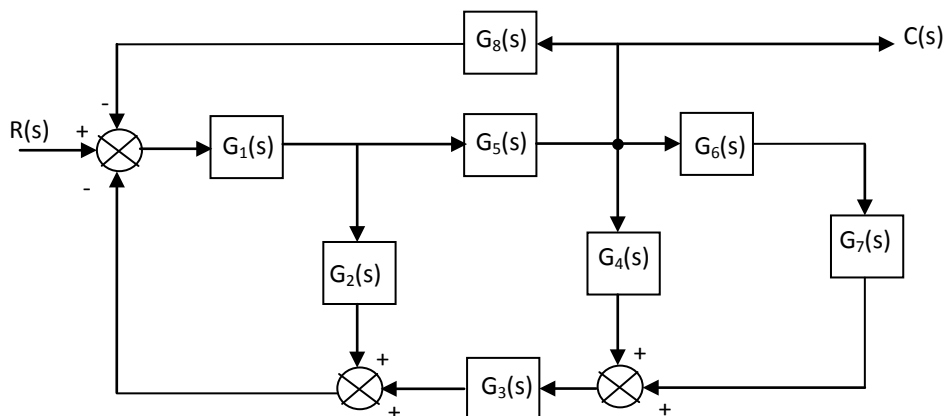 G₈(s)
C(s)
-
R(s)
+
G₁(s)
G₅(s)
G₆(s)
-
G₇(s)
G₂(s)
G₄(s)
+
+
G₃(s)
+
+